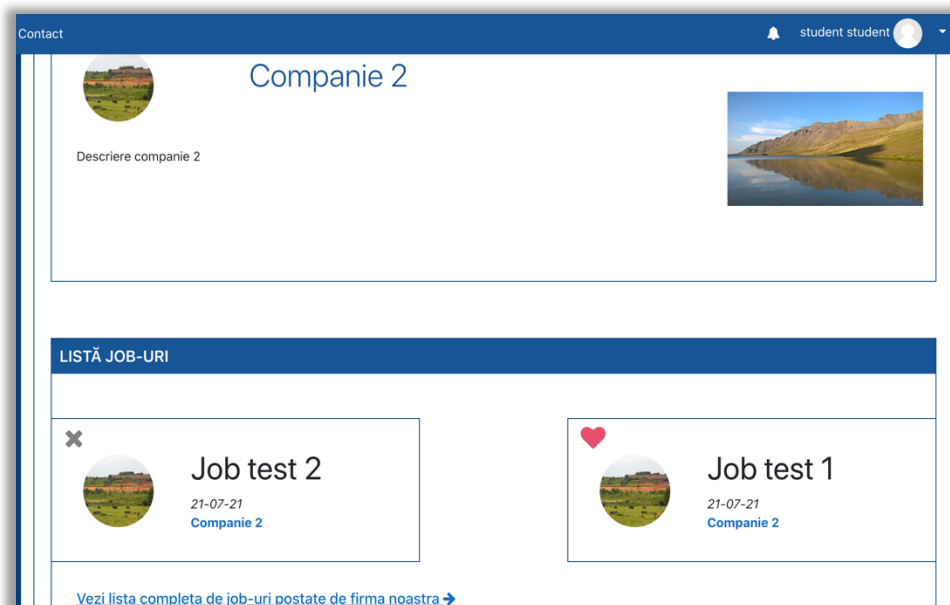 Contact
student student
Companie 2
Descriere companie 2
LISTĂ JOB-URI
Job test 2
21-07-21
Companie 2
Job test 1
21-07-21
Companie 2
Vezi lista completa de job-uri postate de firma noastra